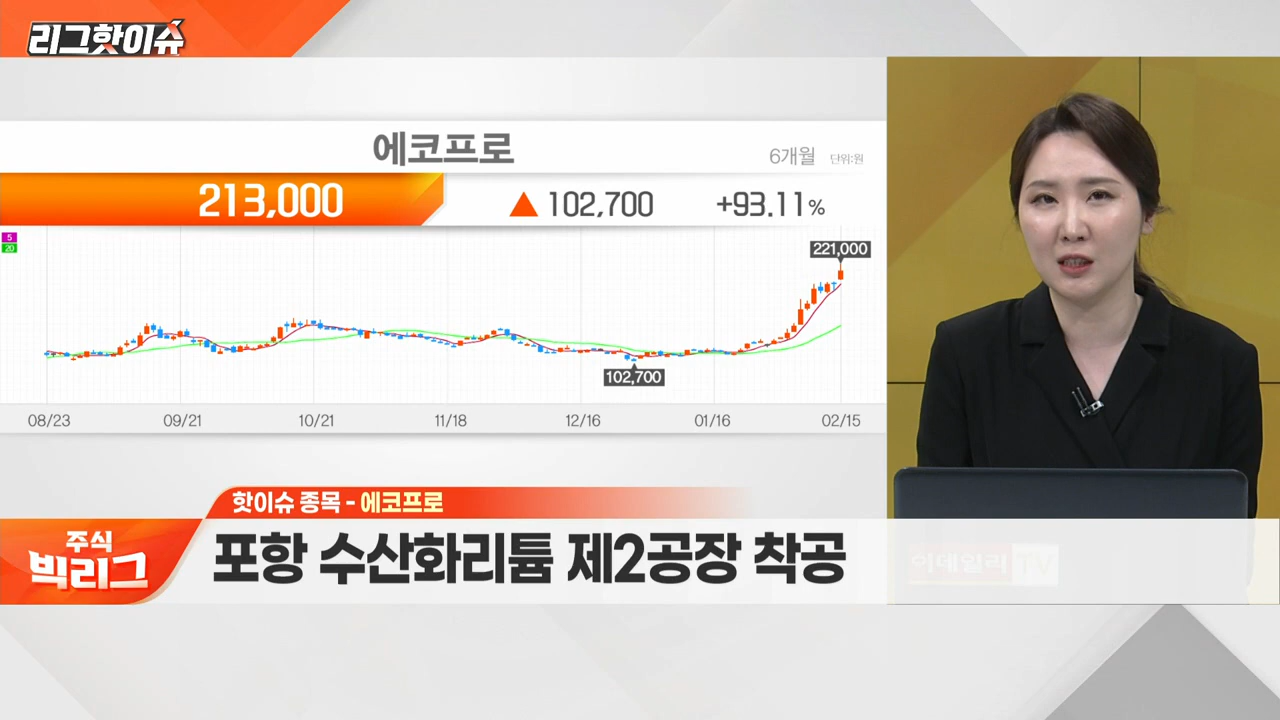 리그핫이슈
에코프로
6개월 단위:원
213,000 ▲ 102,700 +93.11%
5
20
221,000
102,700
08/23 09/21 10/21 11/18 12/16 01/16 02/15
핫이슈 종목 - 에코프로
주식
빅리그
포항 수산화리튬 제2공장 착공
이데일리 TV